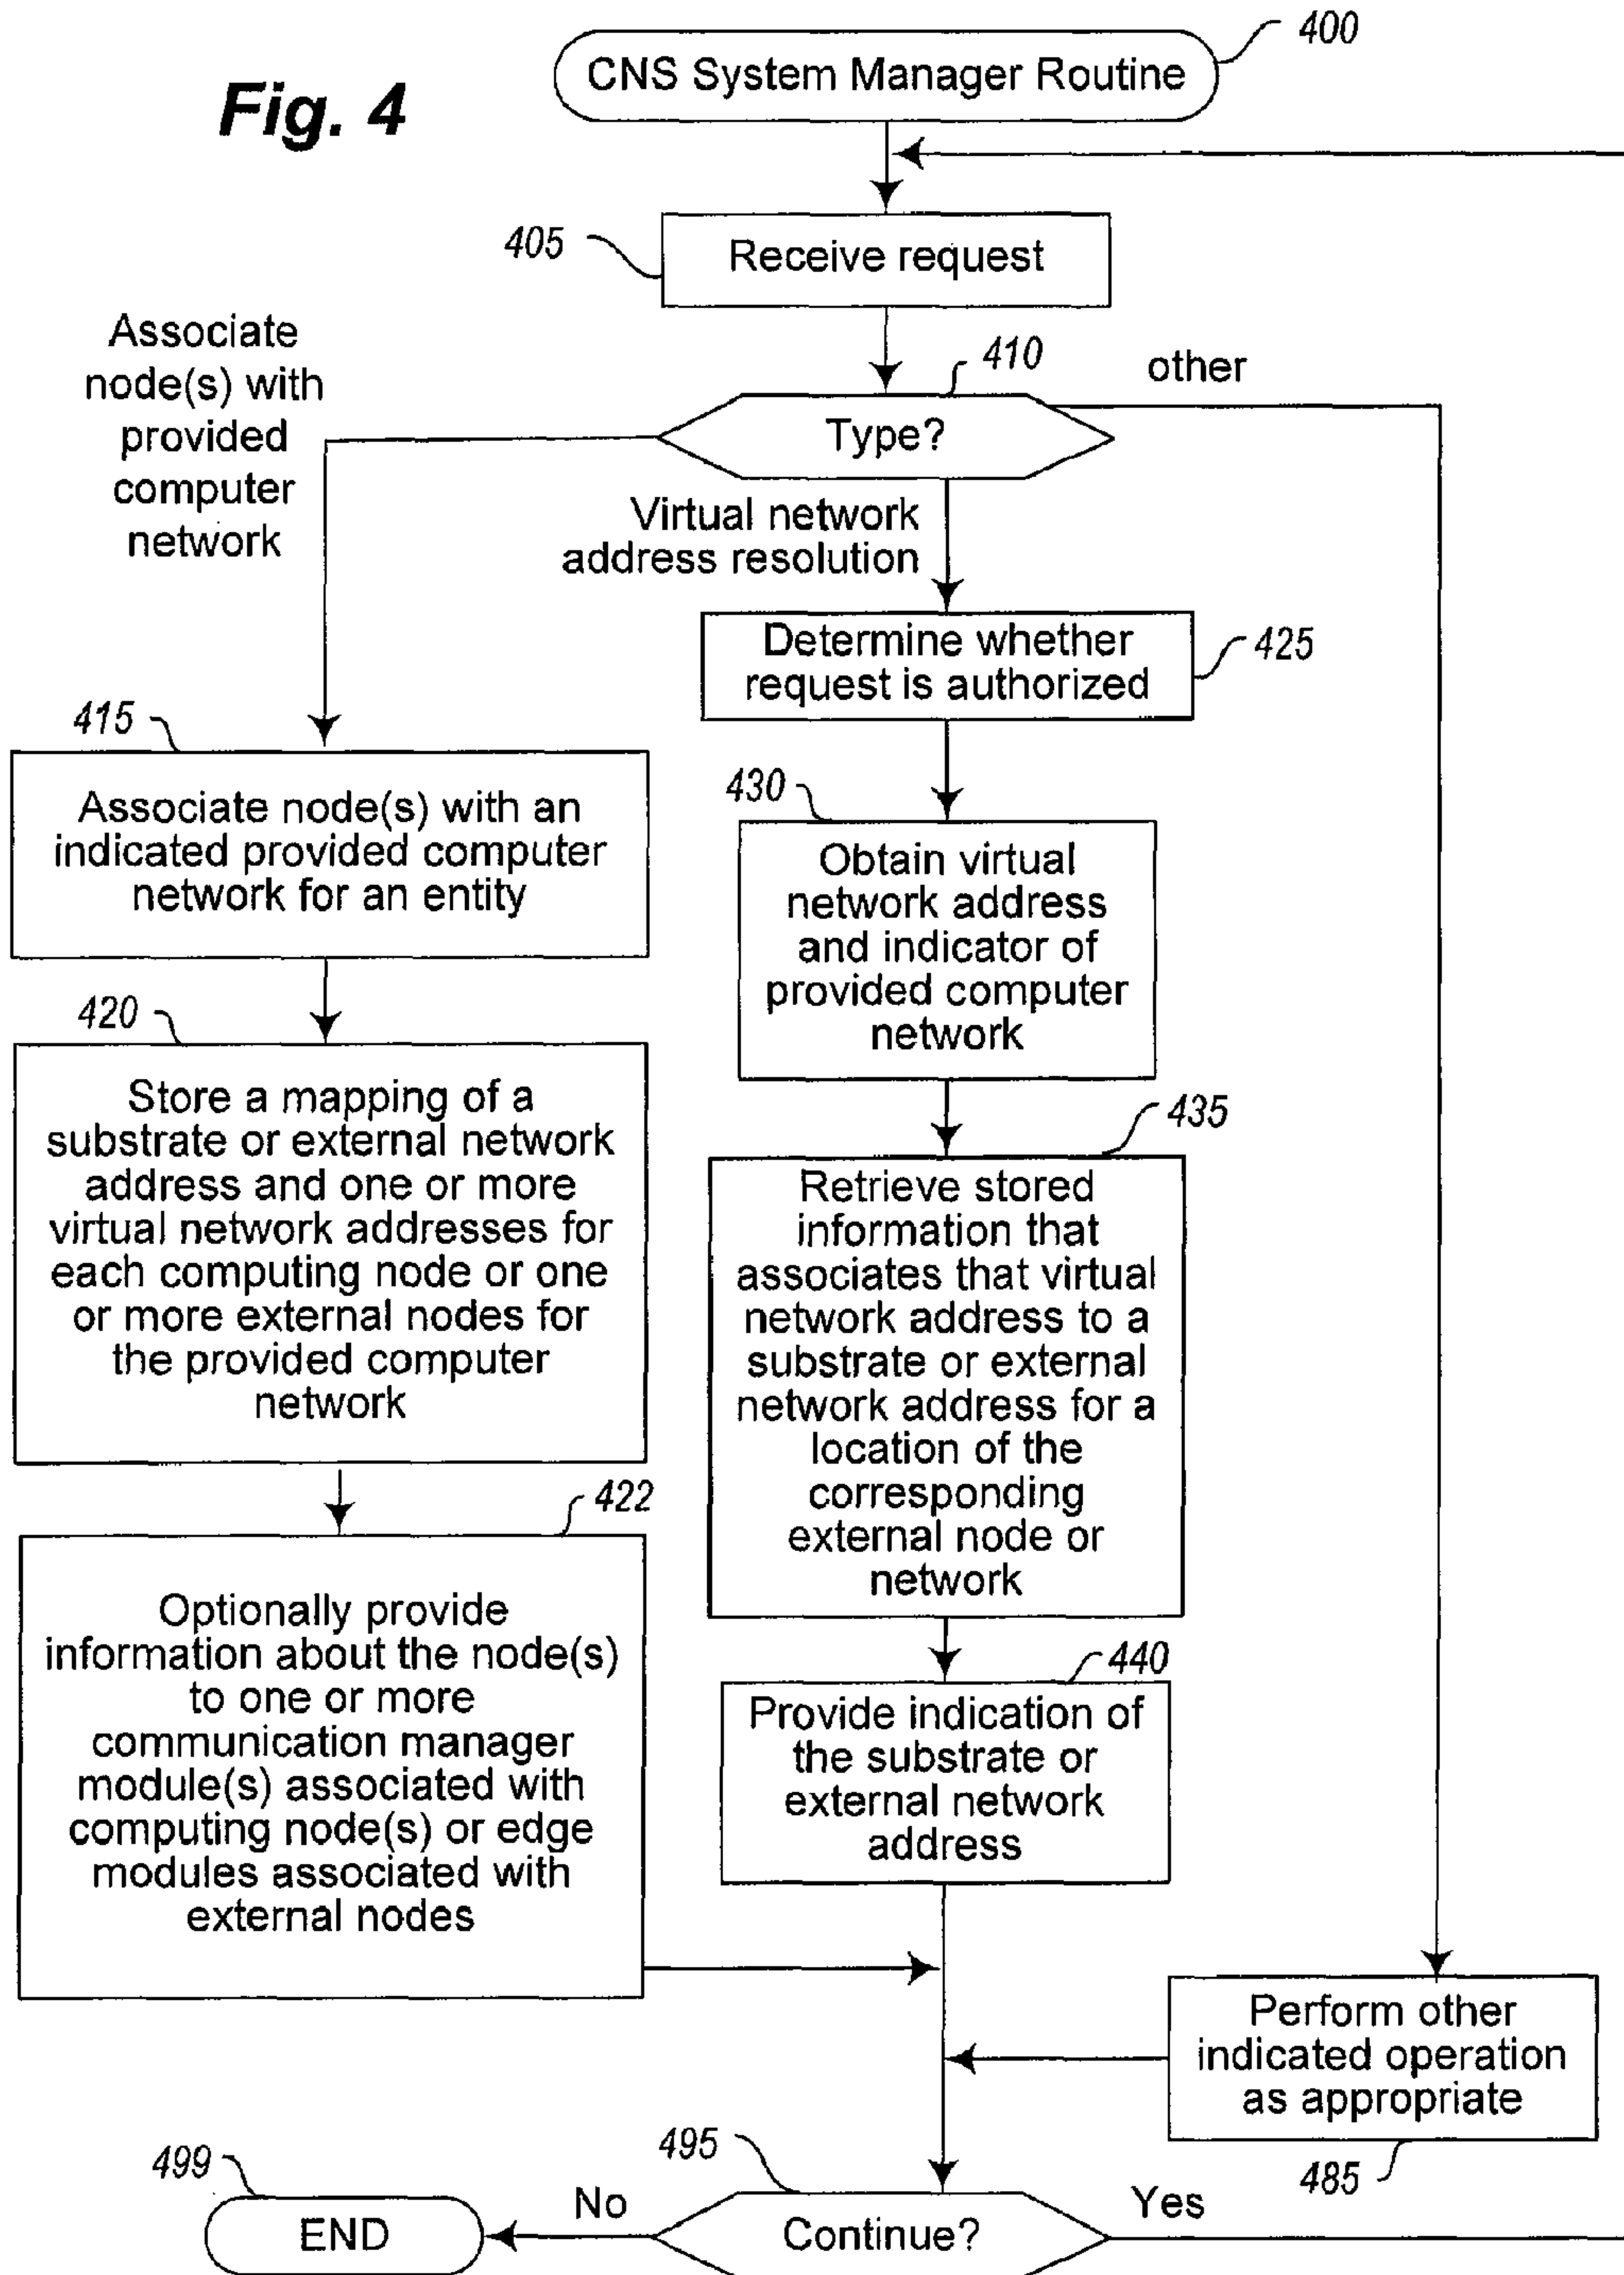 Fig. 4
400
CNS System Manager Routine
405
Receive request
Associate
node(s) with
provided
computer
network
410
other
Type?
Virtual network
address resolution
Determine whether
request is authorized
425
415
Associate node(s) with an
indicated provided computer
network for an entity
430
Obtain virtual
network address
and indicator of
provided computer
network
420
Store a mapping of a
substrate or external network
address and one or more
virtual network addresses for
each computing node or one
or more external nodes for
the provided computer
network
435
Retrieve stored
information that
associates that virtual
network address to a
substrate or external
network address for a
location of the
corresponding
external node or
network
422
Optionally provide
information about the node(s)
to one or more
communication manager
module(s) associated with
computing node(s) or edge
modules associated with
external nodes
440
Provide indication of
the substrate or
external network
address
Perform other
indicated operation
as appropriate
485
495
Continue?
Yes
No
499
END